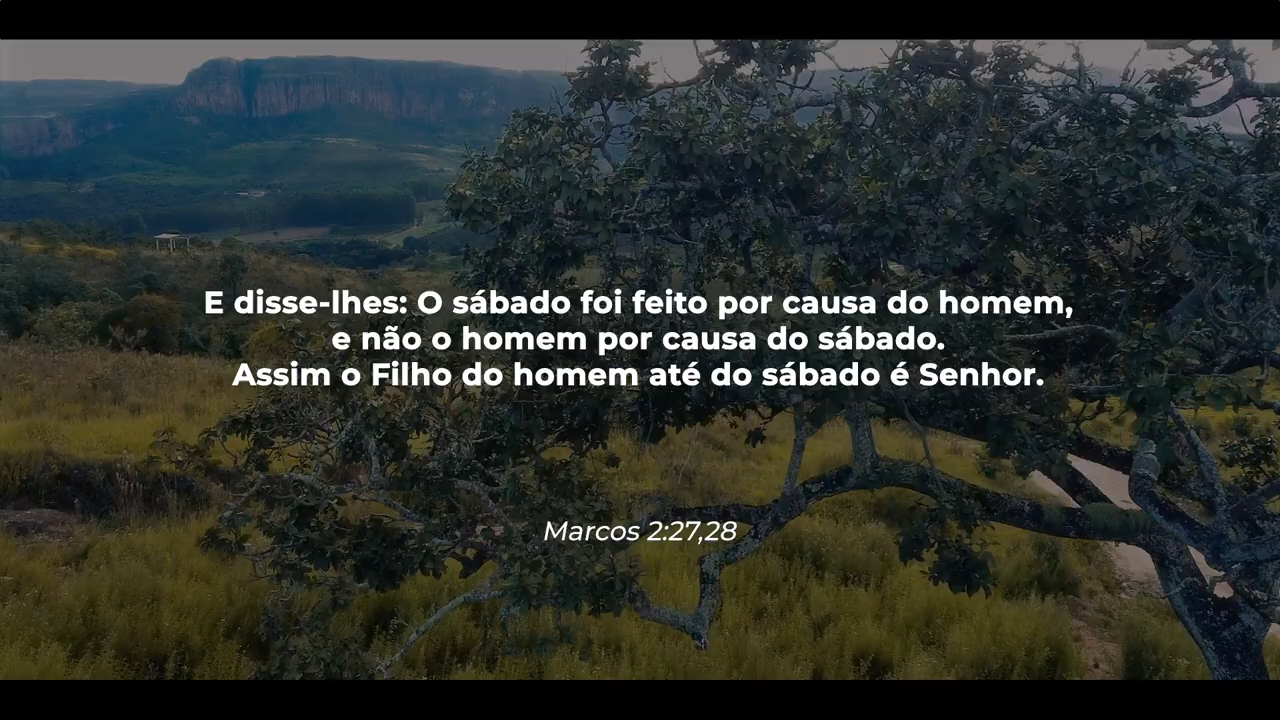 E disse-lhes: O sábado foi feito por causa do homem,
e não o homem por causa do sábado.
Assim o Filho do homem até do sábado é Senhor.
Marcos 2:27,28